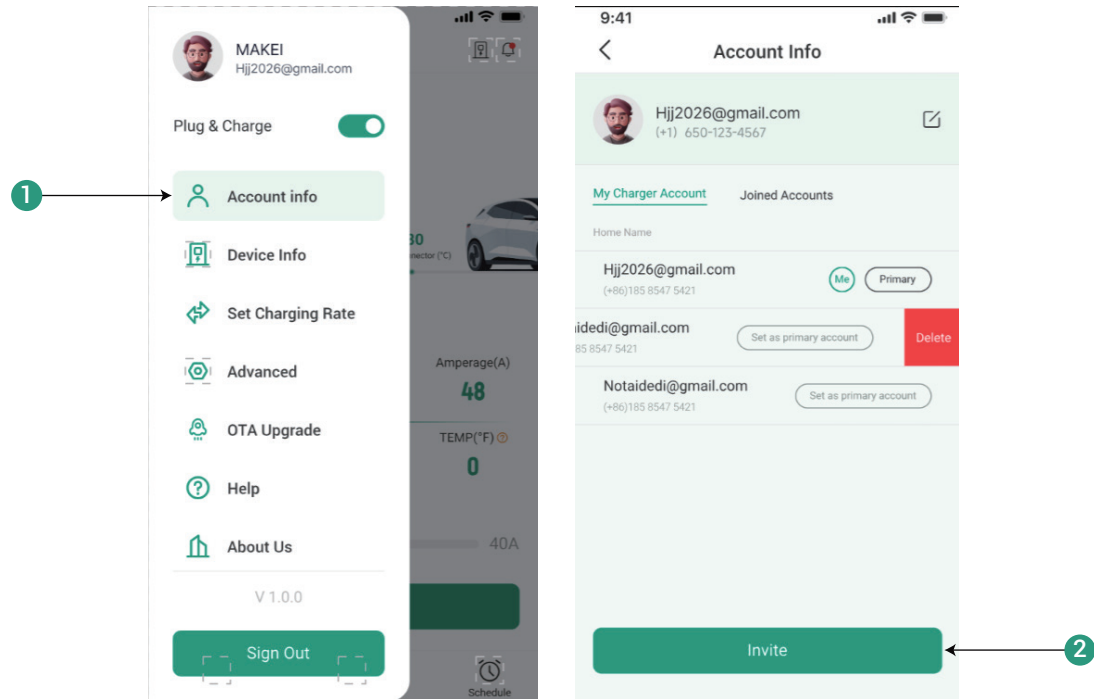 MAKEI
Hjj2026@gmail.com
Plug & Charge
1
Account info
Device Info
Set Charging Rate
Advanced
OTA Upgrade
Help
About Us
V 1.0.0
Sign Out
30
nector (°C)
Amperage(A)
48
TEMP(°F)
0
40A
Schedule
9:41
Account Info
Hjj2026@gmail.com
(+1) 650-123-4567
My Charger Account Joined Accounts
Home Name
Hjj2026@gmail.com
(+86)185 8547 5421
Me Primary
idedi@gmail.com
85 8547 5421
Set as primary account Delete
Notaidedi@gmail.com
(+86)185 8547 5421
Set as primary account
Invite
2